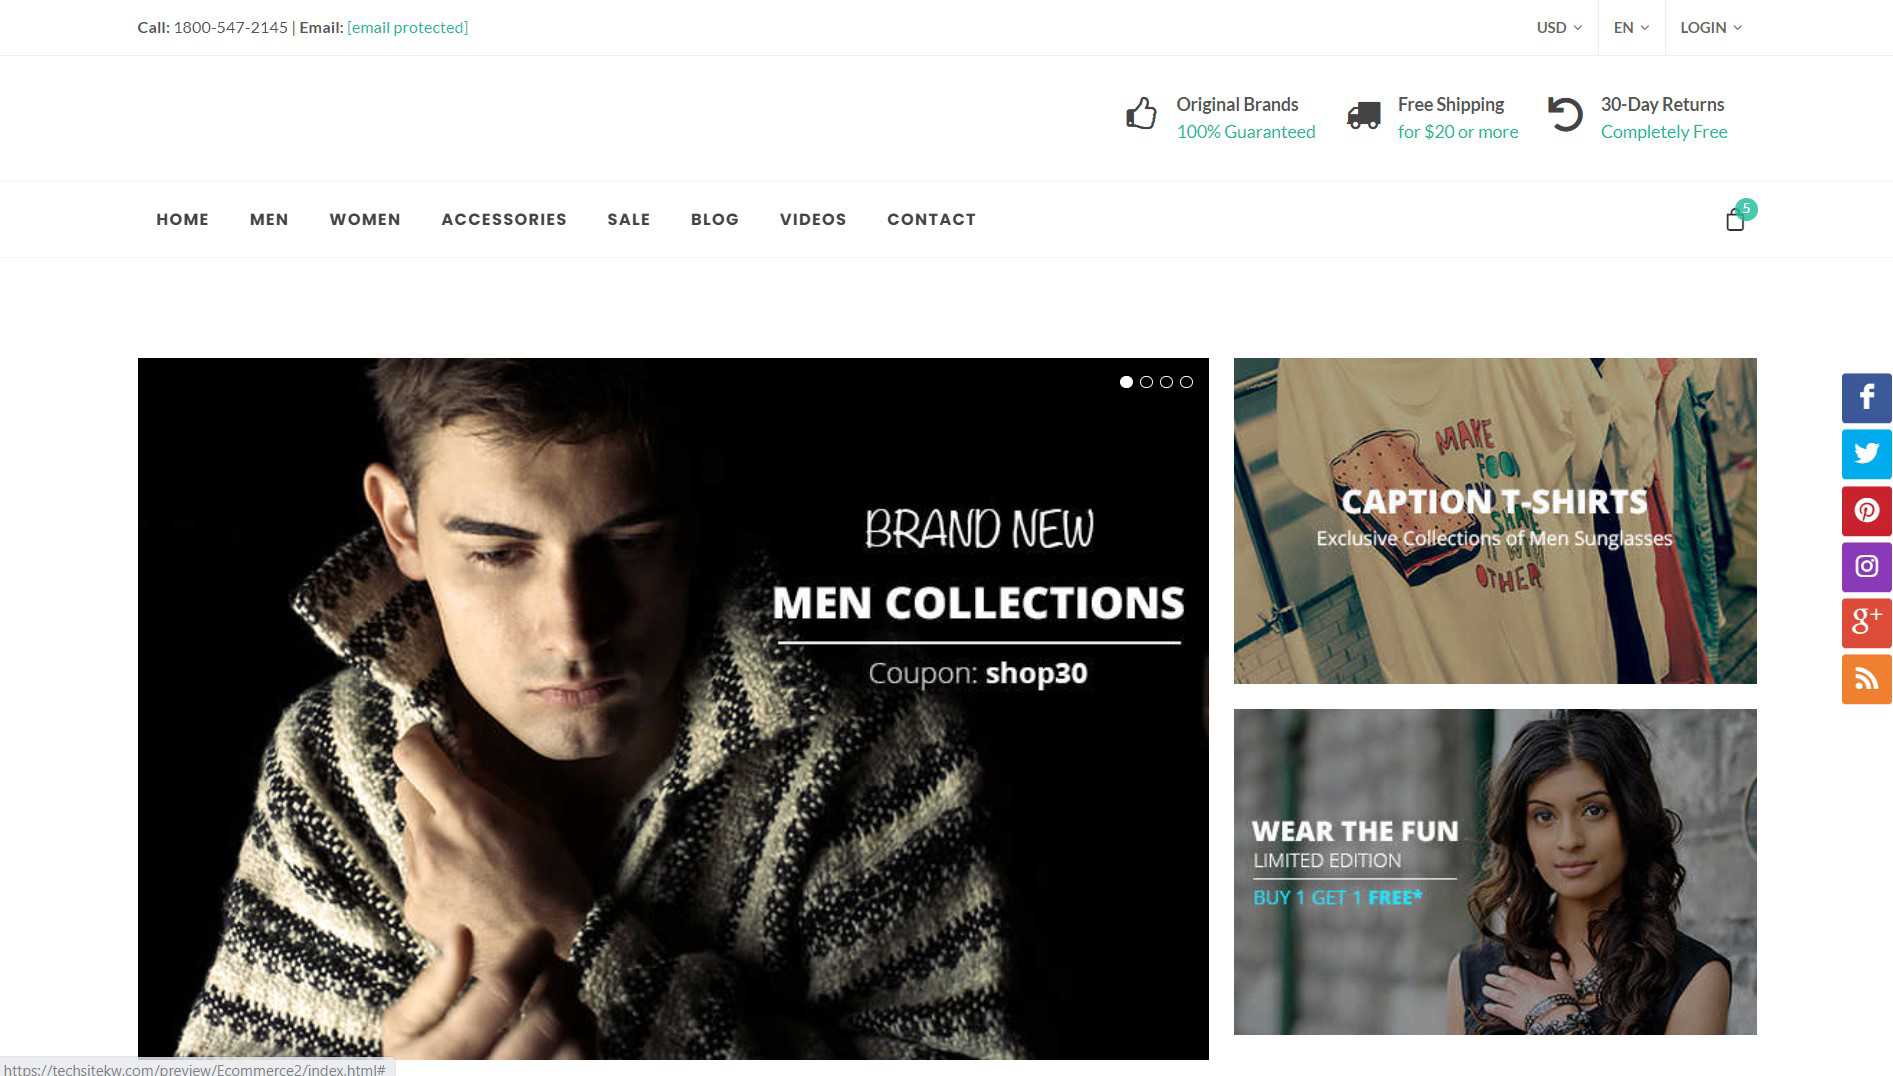 Call: 1800-547-2145 | Email: [email protected]
USD
EN
LOGIN
Original Brands
100% Guaranteed
Free Shipping
for $20 or more
30-Day Returns
Completely Free
HOME
MEN
WOMEN
ACCESSORIES
SALE
BLOG
VIDEOS
CONTACT
5
BRAND NEW
MEN COLLECTIONS
Coupon: shop30
MAKE
FOOD
AND
SHARE
IT WITH
OTHER
CAPTION T-SHIRTS
Exclusive Collections of Men Sunglasses
WEAR THE FUN
LIMITED EDITION
BUY 1 GET 1 FREE*
f
g+
https://techsitekw.com/preview/Ecommerce2/index.html#